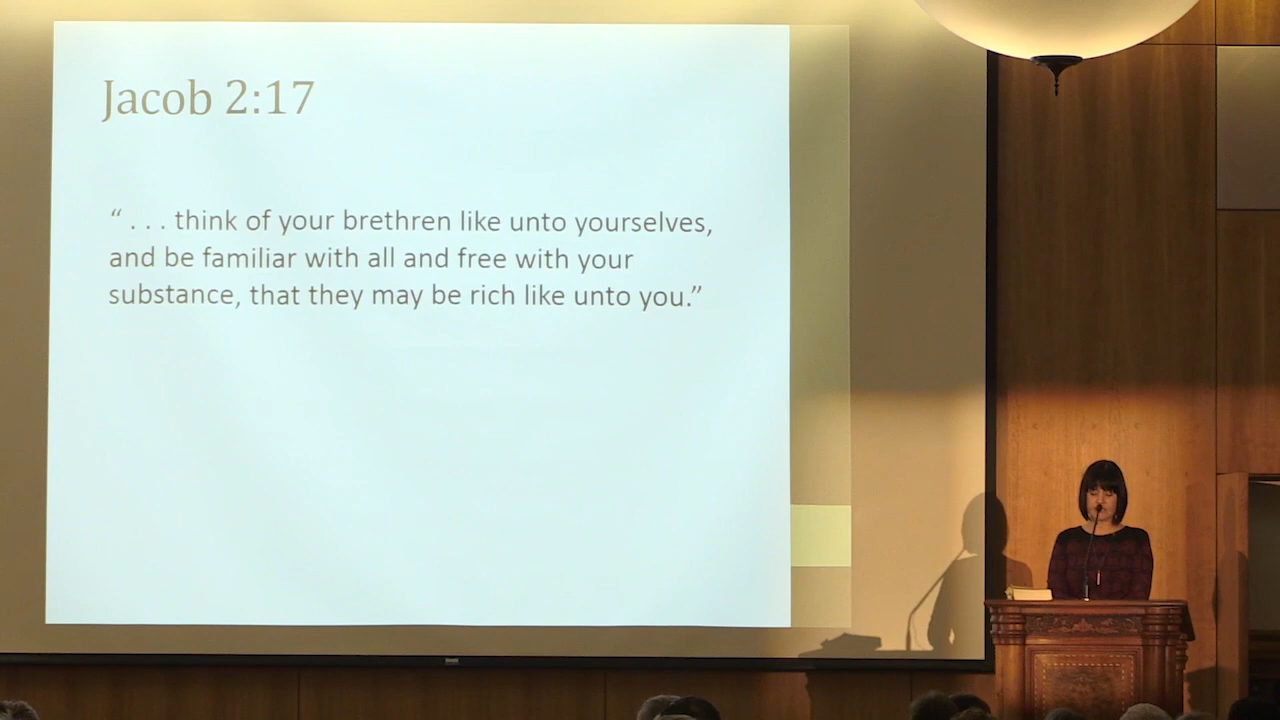 Jacob 2:17
“ . . . think of your brethren like unto yourselves,
and be familiar with all and free with your
substance, that they may be rich like unto you.”